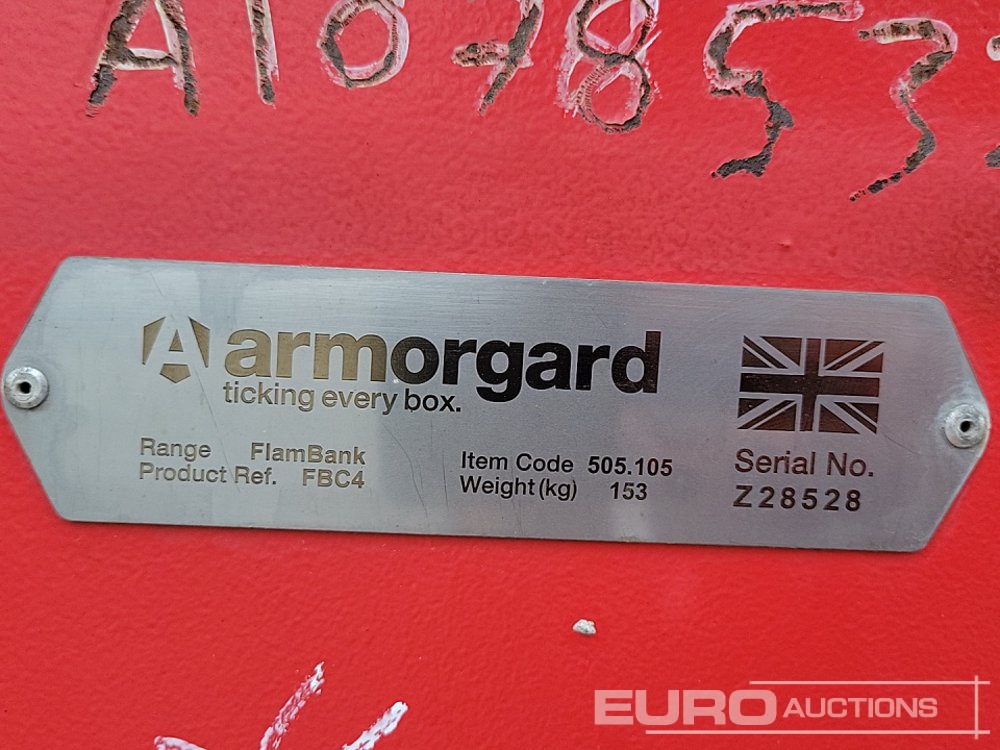 A107853
armorgard
ticking every box.
Range FlamBank
Product Ref. FBC4
Item Code 505.105
Weight(kg) 153
Serial No.
Z28528
EURO AUCTIONS